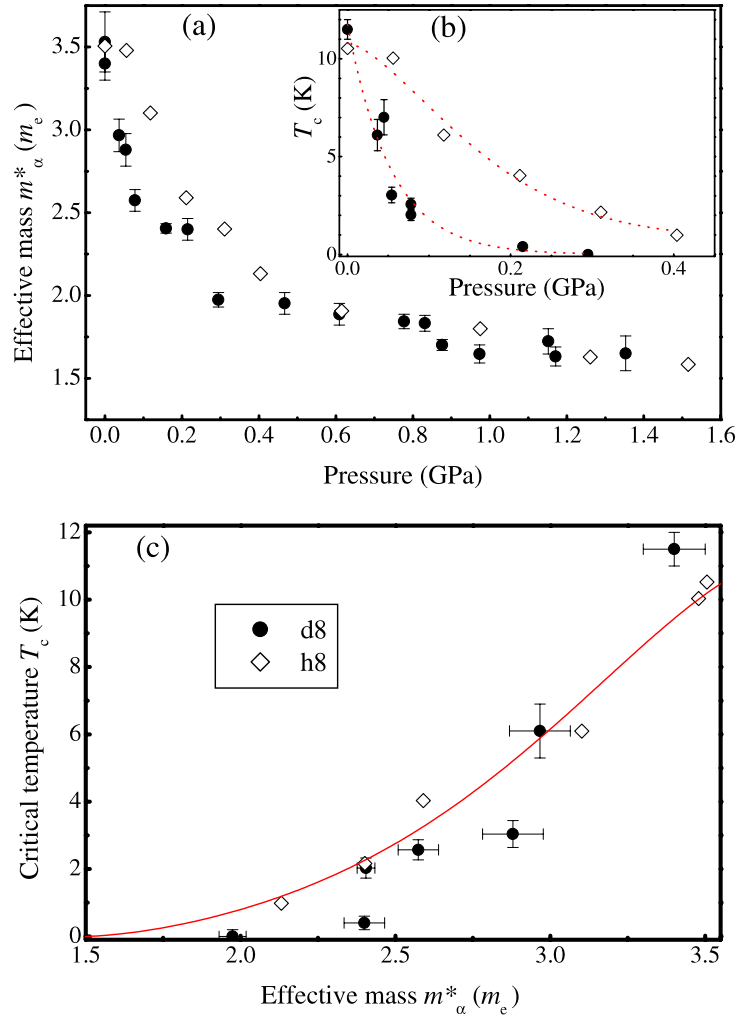 (a)
3.5
3.0
2.5
2.0
1.5
Effective mass m*α (me)
0.0 0.2 0.4 0.6 0.8 1.0 1.2 1.4 1.6
Pressure (GPa)
(b)
10
5
0
Tc (K)
0.0 0.2 0.4
Pressure (GPa)
(c)
12
10
8
6
4
2
0
Critical temperature Tc (K)
d8
h8
1.5 2.0 2.5 3.0 3.5
Effective mass m*α (me)